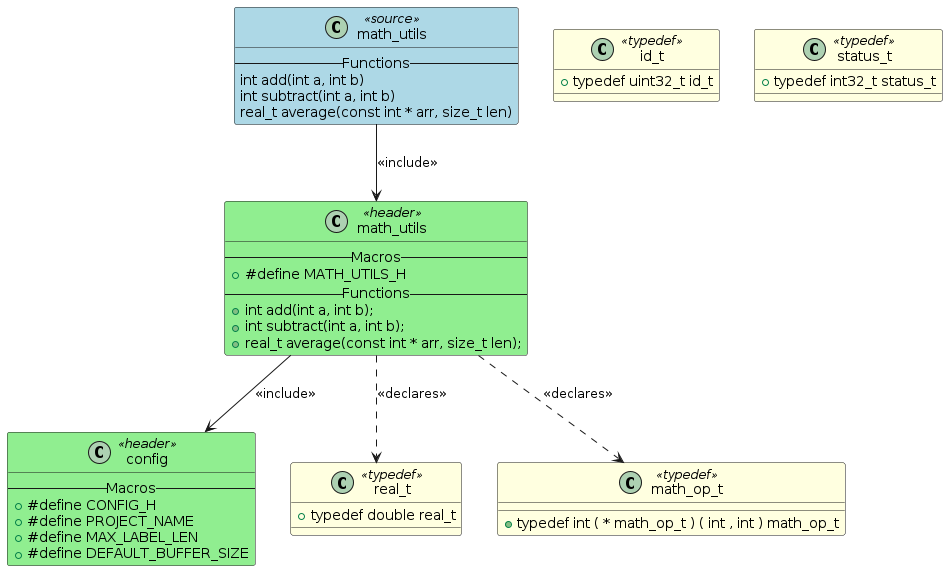 C «source»
math_utils
Functions
int add(int a, int b)
int subtract(int a, int b)
real_t average(const int * arr, size_t len)
C «typedef»
id_t
typedef uint32_t id_t
C «typedef»
status_t
typedef int32_t status_t
«include»
C «header»
math_utils
Macros
#define MATH_UTILS_H
Functions
int add(int a, int b);
int subtract(int a, int b);
real_t average(const int * arr, size_t len);
«include»
«declares»
«declares»
C «header»
config
Macros
#define CONFIG_H
#define PROJECT_NAME
#define MAX_LABEL_LEN
#define DEFAULT_BUFFER_SIZE
C «typedef»
real_t
typedef double real_t
C «typedef»
math_op_t
typedef int ( * math_op_t ) ( int , int ) math_op_t